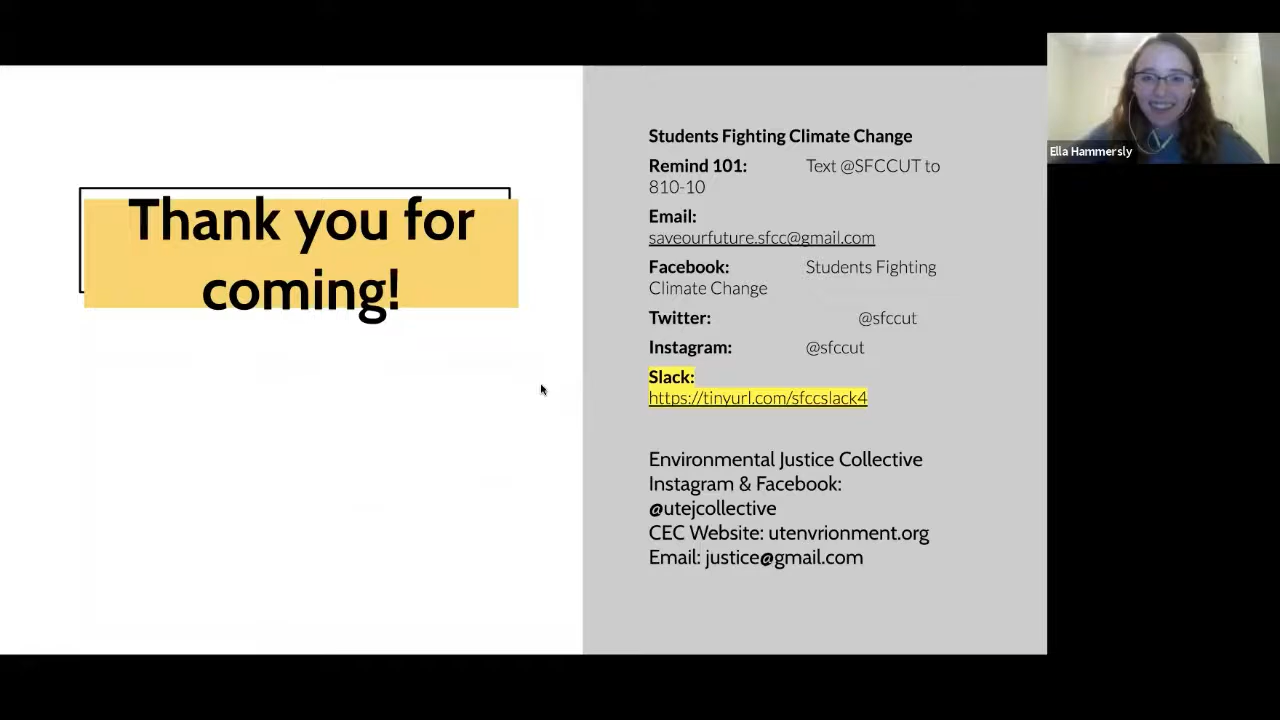 Thank you for
coming!
Students Fighting Climate Change
Remind 101: Text @SFCCUT to
810-10
Email:
saveourfuture.sfcc@gmail.com
Facebook: Students Fighting
Climate Change
Twitter: @sfccut
Instagram: @sfccut
Slack:
https://tinyurl.com/sfccslack4
Environmental Justice Collective
Instagram & Facebook:
@utejcollective
CEC Website: utenvrionment.org
Email: justice@gmail.com
Ella Hammersly